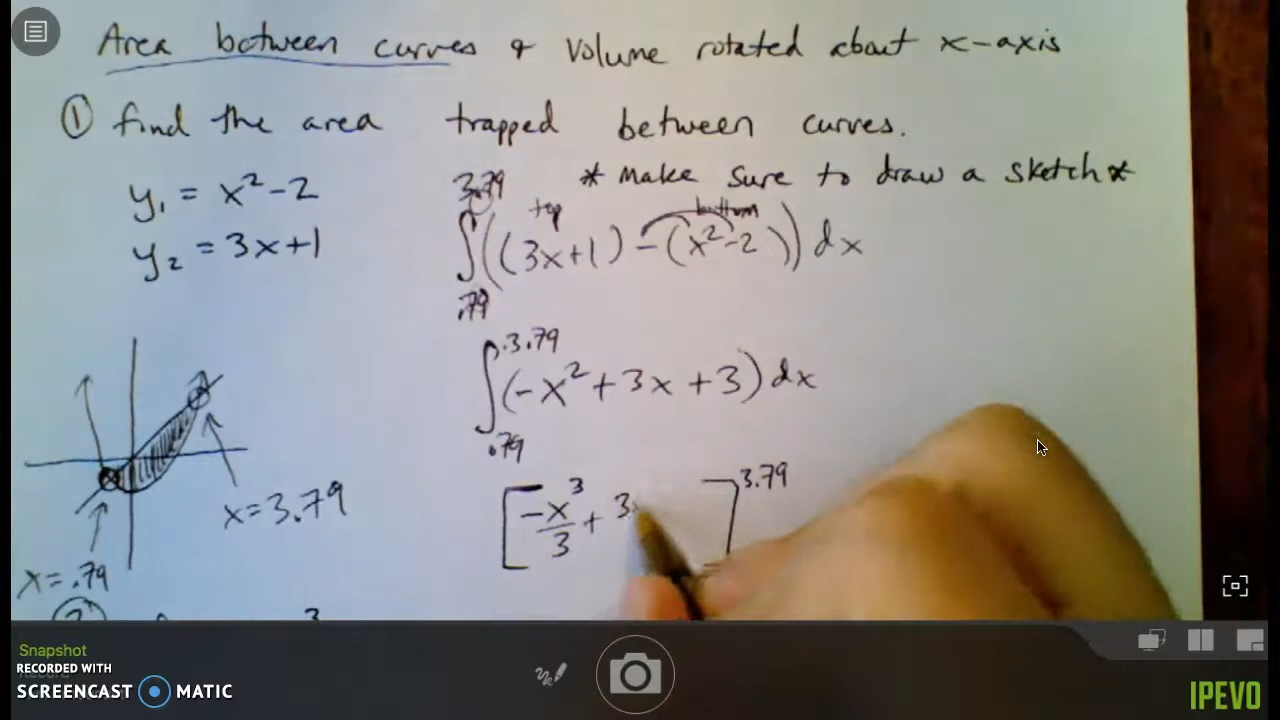 Area between curves & Volume rotated about x-axis
① find the area trapped between curves.
* Make sure to draw a sketch *
y₁ = x² - 2
y₂ = 3x + 1
3.79
top bottom
∫((3x+1) - (x²-2)) dx
.79
3.79
∫(-x² + 3x + 3) dx
.79
[-x³/3 + 3x ]3.79
x = 3.79
x = .79
②
3
Snapshot
RECORDED WITH
SCREENCAST MATIC
IPEVO